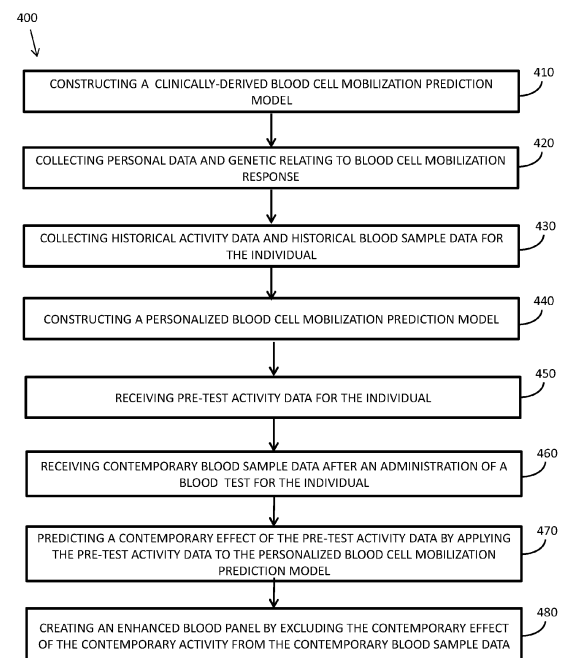 400
410
CONSTRUCTING A CLINICALLY-DERIVED BLOOD CELL MOBILIZATION PREDICTION
MODEL
420
COLLECTING PERSONAL DATA AND GENETIC RELATING TO BLOOD CELL MOBILIZATION
RESPONSE
430
COLLECTING HISTORICAL ACTIVITY DATA AND HISTORICAL BLOOD SAMPLE DATA FOR
THE INDIVIDUAL
440
CONSTRUCTING A PERSONALIZED BLOOD CELL MOBILIZATION PREDICTION MODEL
450
RECEIVING PRE-TEST ACTIVITY DATA FOR THE INDIVIDUAL
460
RECEIVING CONTEMPORARY BLOOD SAMPLE DATA AFTER AN ADMINISTRATION OF A
BLOOD TEST FOR THE INDIVIDUAL
470
PREDICTING A CONTEMPORARY EFFECT OF THE PRE-TEST ACTIVITY DATA BY APPLYING
THE PRE-TEST ACTIVITY DATA TO THE PERSONALIZED BLOOD CELL MOBILIZATION
PREDICTION MODEL
480
CREATING AN ENHANCED BLOOD PANEL BY EXCLUDING THE CONTEMPORARY EFFECT
OF THE CONTEMPORARY ACTIVITY FROM THE CONTEMPORARY BLOOD SAMPLE DATA